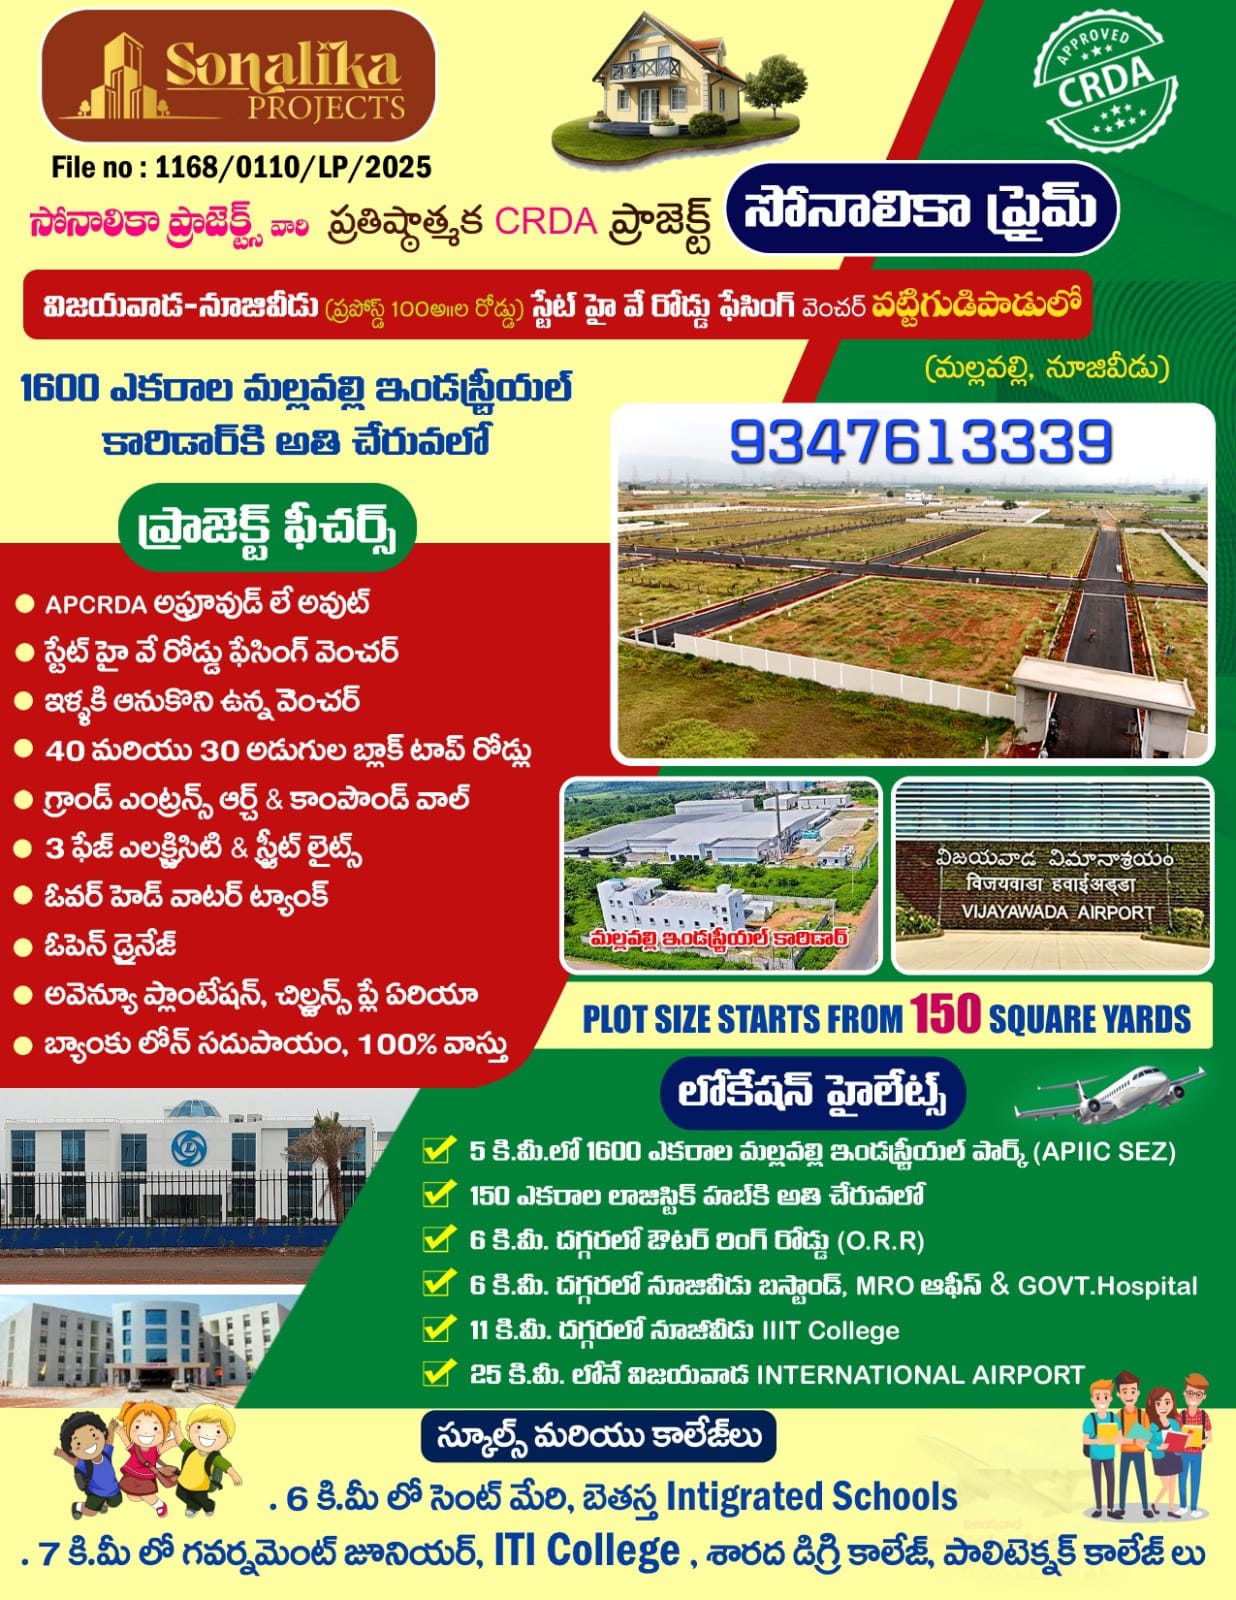 Sonalika
PROJECTS
APPROVED
CRDA
File no : 1168/0110/LP/2025
సోనాలికా ప్రాజెక్ట్స్ వారి ప్రతిష్ఠాత్మక CRDA ప్రాజెక్ట్ సోనాలికా ప్రైమ్
విజయవాడ-నూజివీడు (ప్రపోస్డ్ 100అ॥ల రోడ్డు) స్టేట్ హై వే రోడ్డు ఫేసింగ్ వెంచర్ వట్టిగుడిపాడులో
(మల్లవల్లి, నూజివీడు)
1600 ఎకరాల మల్లవల్లి ఇండస్ట్రీయల్
కారిడార్‌కి అతి చేరువలో
9347613339
ప్రాజెక్ట్ ఫీచర్స్
APCRDA అప్రూవుడ్ లే అవుట్
స్టేట్ హై వే రోడ్డు ఫేసింగ్ వెంచర్
ఇళ్ళకి ఆనుకొని ఉన్న వెంచర్
40 మరియు 30 అడుగుల బ్లాక్ టాప్ రోడ్లు
గ్రాండ్ ఎంట్రన్స్ ఆర్చ్ & కాంపౌండ్ వాల్
3 ఫేజ్ ఎలక్ట్రిసిటి & స్ట్రీట్ లైట్స్
ఓవర్ హెడ్ వాటర్ ట్యాంక్
ఓపెన్ డ్రైనేజ్
అవెన్యూ ప్లాంటేషన్, చిల్డ్రన్స్ ప్లే ఏరియా
బ్యాంకు లోన్ సదుపాయం, 100% వాస్తు
మల్లవల్లి ఇండస్ట్రీయల్ కారిడార్
విజయవాడ విమానాశ్రయం
विजयवाडा हवाईअड्डा
VIJAYAWADA AIRPORT
PLOT SIZE STARTS FROM 150 SQUARE YARDS
లోకేషన్ హైలేట్స్
5 కి.మీ.లో 1600 ఎకరాల మల్లవల్లి ఇండస్ట్రీయల్ పార్క్ (APIIC SEZ)
150 ఎకరాల లాజిస్టిక్ హబ్‌కి అతి చేరువలో
6 కి.మీ. దగ్గరలో ఔటర్ రింగ్ రోడ్డు (O.R.R)
6 కి.మీ. దగ్గరలో నూజివీడు బస్టాండ్, MRO ఆఫీస్ & GOVT.Hospital
11 కి.మీ. దగ్గరలో నూజీవీడు IIIT College
25 కి.మీ. లోనే విజయవాడ INTERNATIONAL AIRPORT
స్కూల్స్ మరియు కాలేజ్‌లు
. 6 కి.మీ లో సెంట్ మేరి, బెతస్త Intigrated Schools
. 7 కి.మీ లో గవర్నమెంట్ జూనియర్, ITI College , శారద డిగ్రి కాలేజ్, పాలిటెక్నక్ కాలేజ్ లు